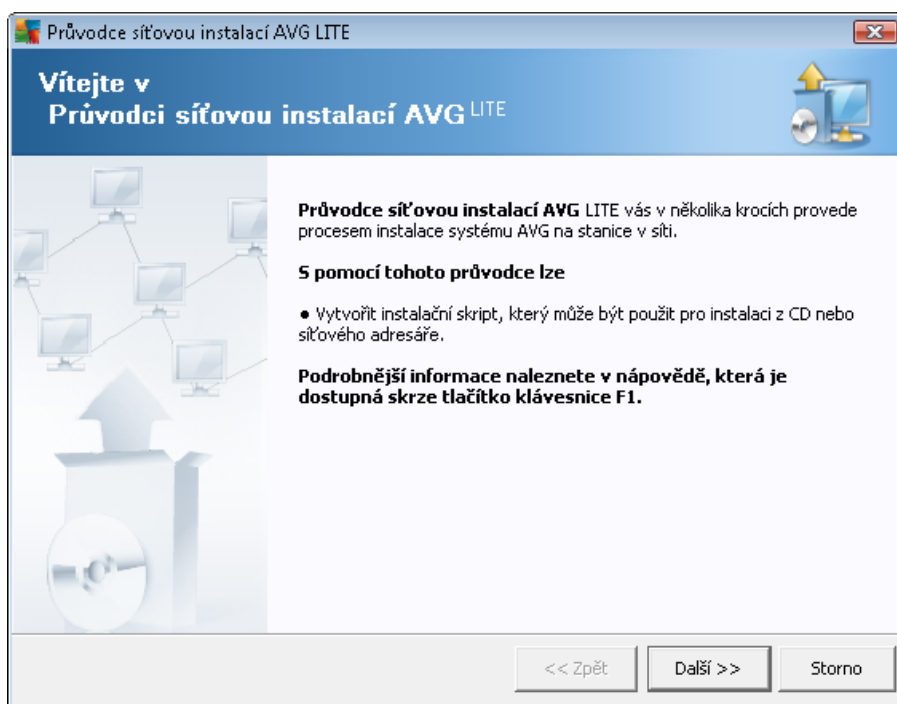 Průvodce síťovou instalací AVG LITE
Vítejte v
Průvodci síťovou instalací AVG LITE
Průvodce síťovou instalací AVG LITE vás v několika krocích provede
procesem instalace systému AVG na stanice v síti.
S pomocí tohoto průvodce lze
● Vytvořit instalační skript, který může být použit pro instalaci z CD nebo
síťového adresáře.
Podrobnější informace naleznete v nápovědě, která je
dostupná skrze tlačítko klávesnice F1.
<< Zpět
Další >>
Storno